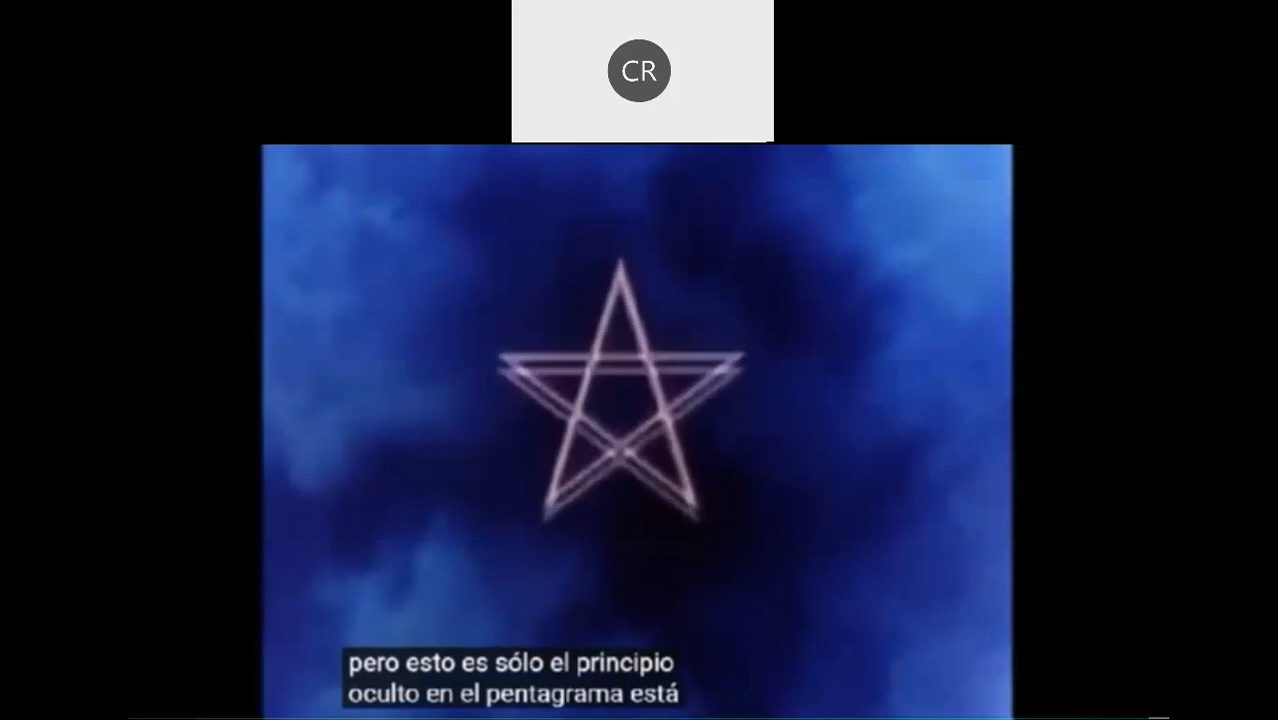 CR
pero esto es sólo el principio
oculto en el pentagrama está